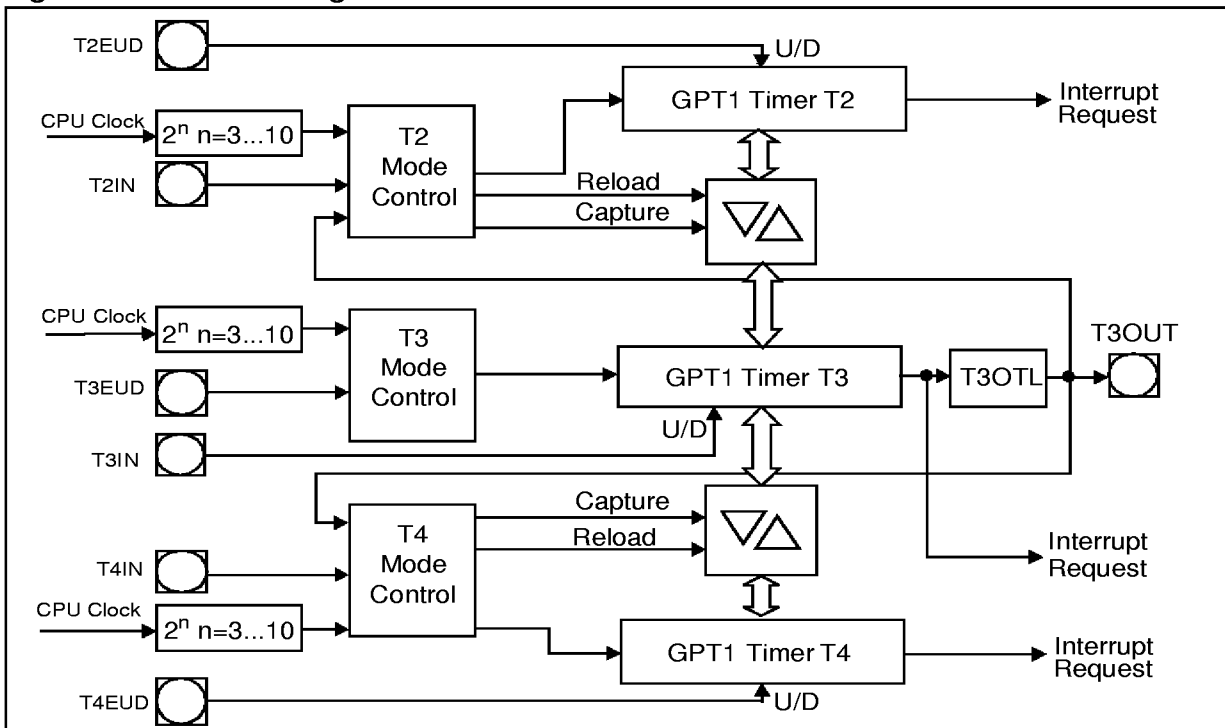 T2EUD
U/D
GPT1 Timer T2
Interrupt
Request
CPU Clock
2ⁿ n=3...10
T2
Mode
Control
T2IN
Reload
Capture
CPU Clock
2ⁿ n=3...10
T3
Mode
Control
T3OUT
T3EUD
GPT1 Timer T3
T3OTL
U/D
T3IN
Capture
T4
Mode
Control
Reload
T4IN
Interrupt
Request
CPU Clock
2ⁿ n=3...10
GPT1 Timer T4
Interrupt
Request
T4EUD
U/D